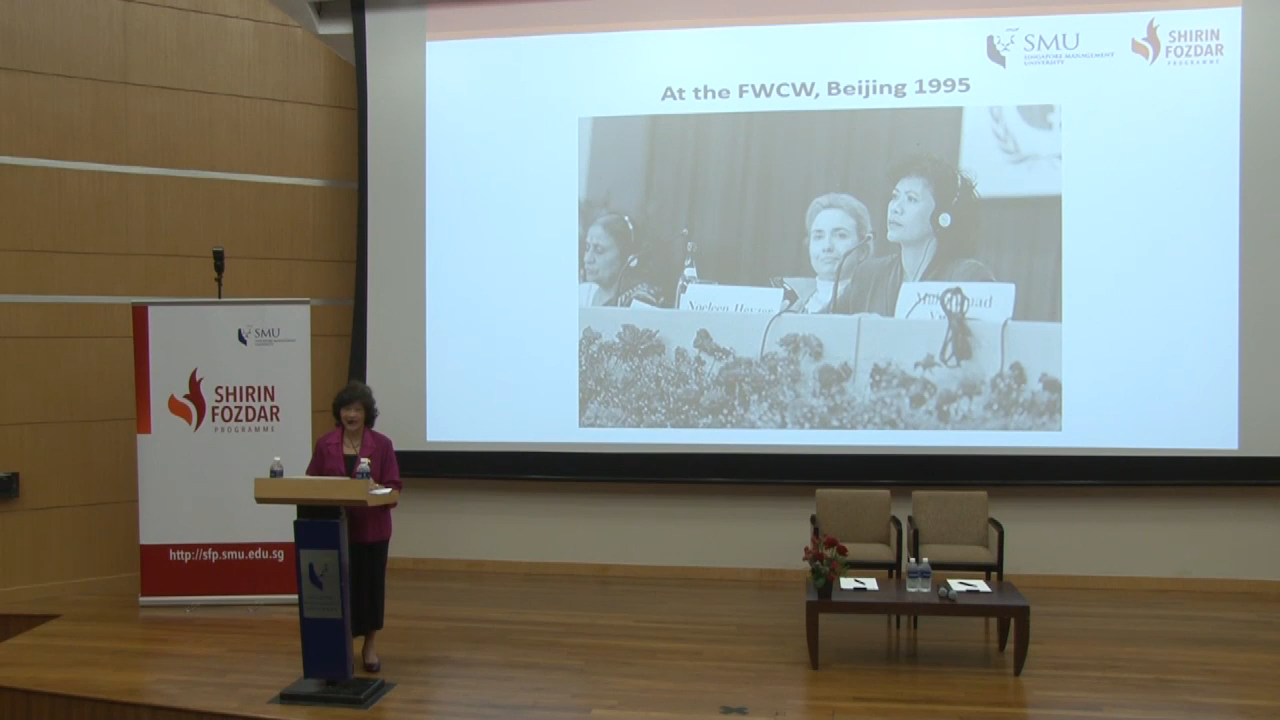 SMU
SINGAPORE MANAGEMENT
UNIVERSITY
SHIRIN
FOZDAR
PROGRAMME
At the FWCW, Beijing 1995
Noeleen Heyzer
SMU
SHIRIN
FOZDAR
PROGRAMME
http://sfp.smu.edu.sg